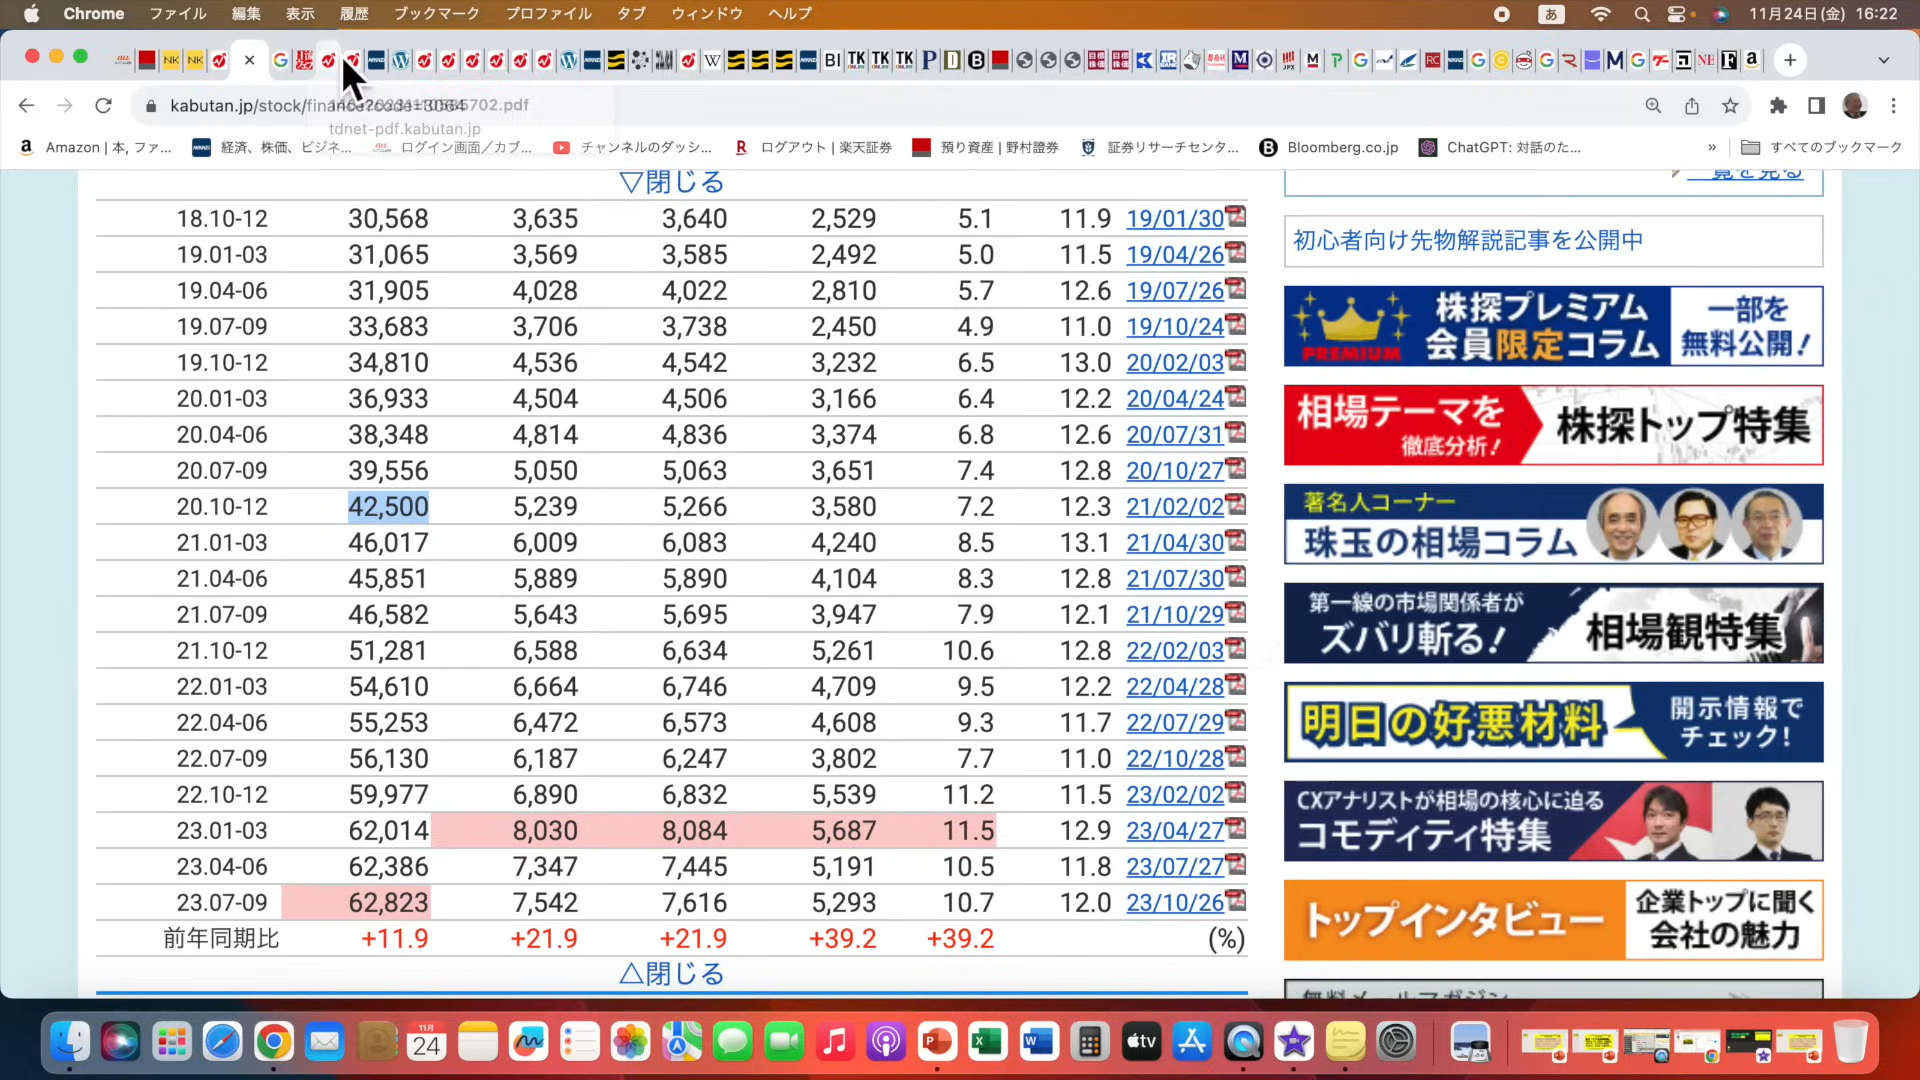 Chrome ファイル 編集 表示 履歴 ブックマーク プロファイル タブ ウィンドウ ヘルプ あ 11月24日(金) 16:22
kabutan.jp/stock/finance?code=3064
tdnet-pdf.kabutan.jp
Amazon | 本, ファ... 経済、株価、ビジネ... ログイン画面／カブ... チャンネルのダッシ... ログアウト | 楽天証券 預り資産 | 野村證券 証券リサーチセンタ... Bloomberg.co.jp ChatGPT: 対話のた... » すべてのブックマーク
▽閉じる
18.10-12 30,568 3,635 3,640 2,529 5.1 11.9 19/01/30
19.01-03 31,065 3,569 3,585 2,492 5.0 11.5 19/04/26
19.04-06 31,905 4,028 4,022 2,810 5.7 12.6 19/07/26
19.07-09 33,683 3,706 3,738 2,450 4.9 11.0 19/10/24
19.10-12 34,810 4,536 4,542 3,232 6.5 13.0 20/02/03
20.01-03 36,933 4,504 4,506 3,166 6.4 12.2 20/04/24
20.04-06 38,348 4,814 4,836 3,374 6.8 12.6 20/07/31
20.07-09 39,556 5,050 5,063 3,651 7.4 12.8 20/10/27
20.10-12 42,500 5,239 5,266 3,580 7.2 12.3 21/02/02
21.01-03 46,017 6,009 6,083 4,240 8.5 13.1 21/04/30
21.04-06 45,851 5,889 5,890 4,104 8.3 12.8 21/07/30
21.07-09 46,582 5,643 5,695 3,947 7.9 12.1 21/10/29
21.10-12 51,281 6,588 6,634 5,261 10.6 12.8 22/02/03
22.01-03 54,610 6,664 6,746 4,709 9.5 12.2 22/04/28
22.04-06 55,253 6,472 6,573 4,608 9.3 11.7 22/07/29
22.07-09 56,130 6,187 6,247 3,802 7.7 11.0 22/10/28
22.10-12 59,977 6,890 6,832 5,539 11.2 11.5 23/02/02
23.01-03 62,014 8,030 8,084 5,687 11.5 12.9 23/04/27
23.04-06 62,386 7,347 7,445 5,191 10.5 11.8 23/07/27
23.07-09 62,823 7,542 7,616 5,293 10.7 12.0 23/10/26
前年同期比 +11.9 +21.9 +21.9 +39.2 +39.2 (%)
△閉じる
一覧を見る
初心者向け先物解説記事を公開中
PREMIUM
株探プレミアム
会員限定コラム
一部を
無料公開！
相場テーマを
徹底分析！
株探トップ特集
著名人コーナー
珠玉の相場コラム
第一線の市場関係者が
ズバリ斬る！
相場観特集
明日の好悪材料
開示情報で
チェック！
CXアナリストが相場の核心に迫る
コモディティ特集
トップインタビュー
企業トップに聞く
会社の魅力
無料メールマガジン
11月
24
tv